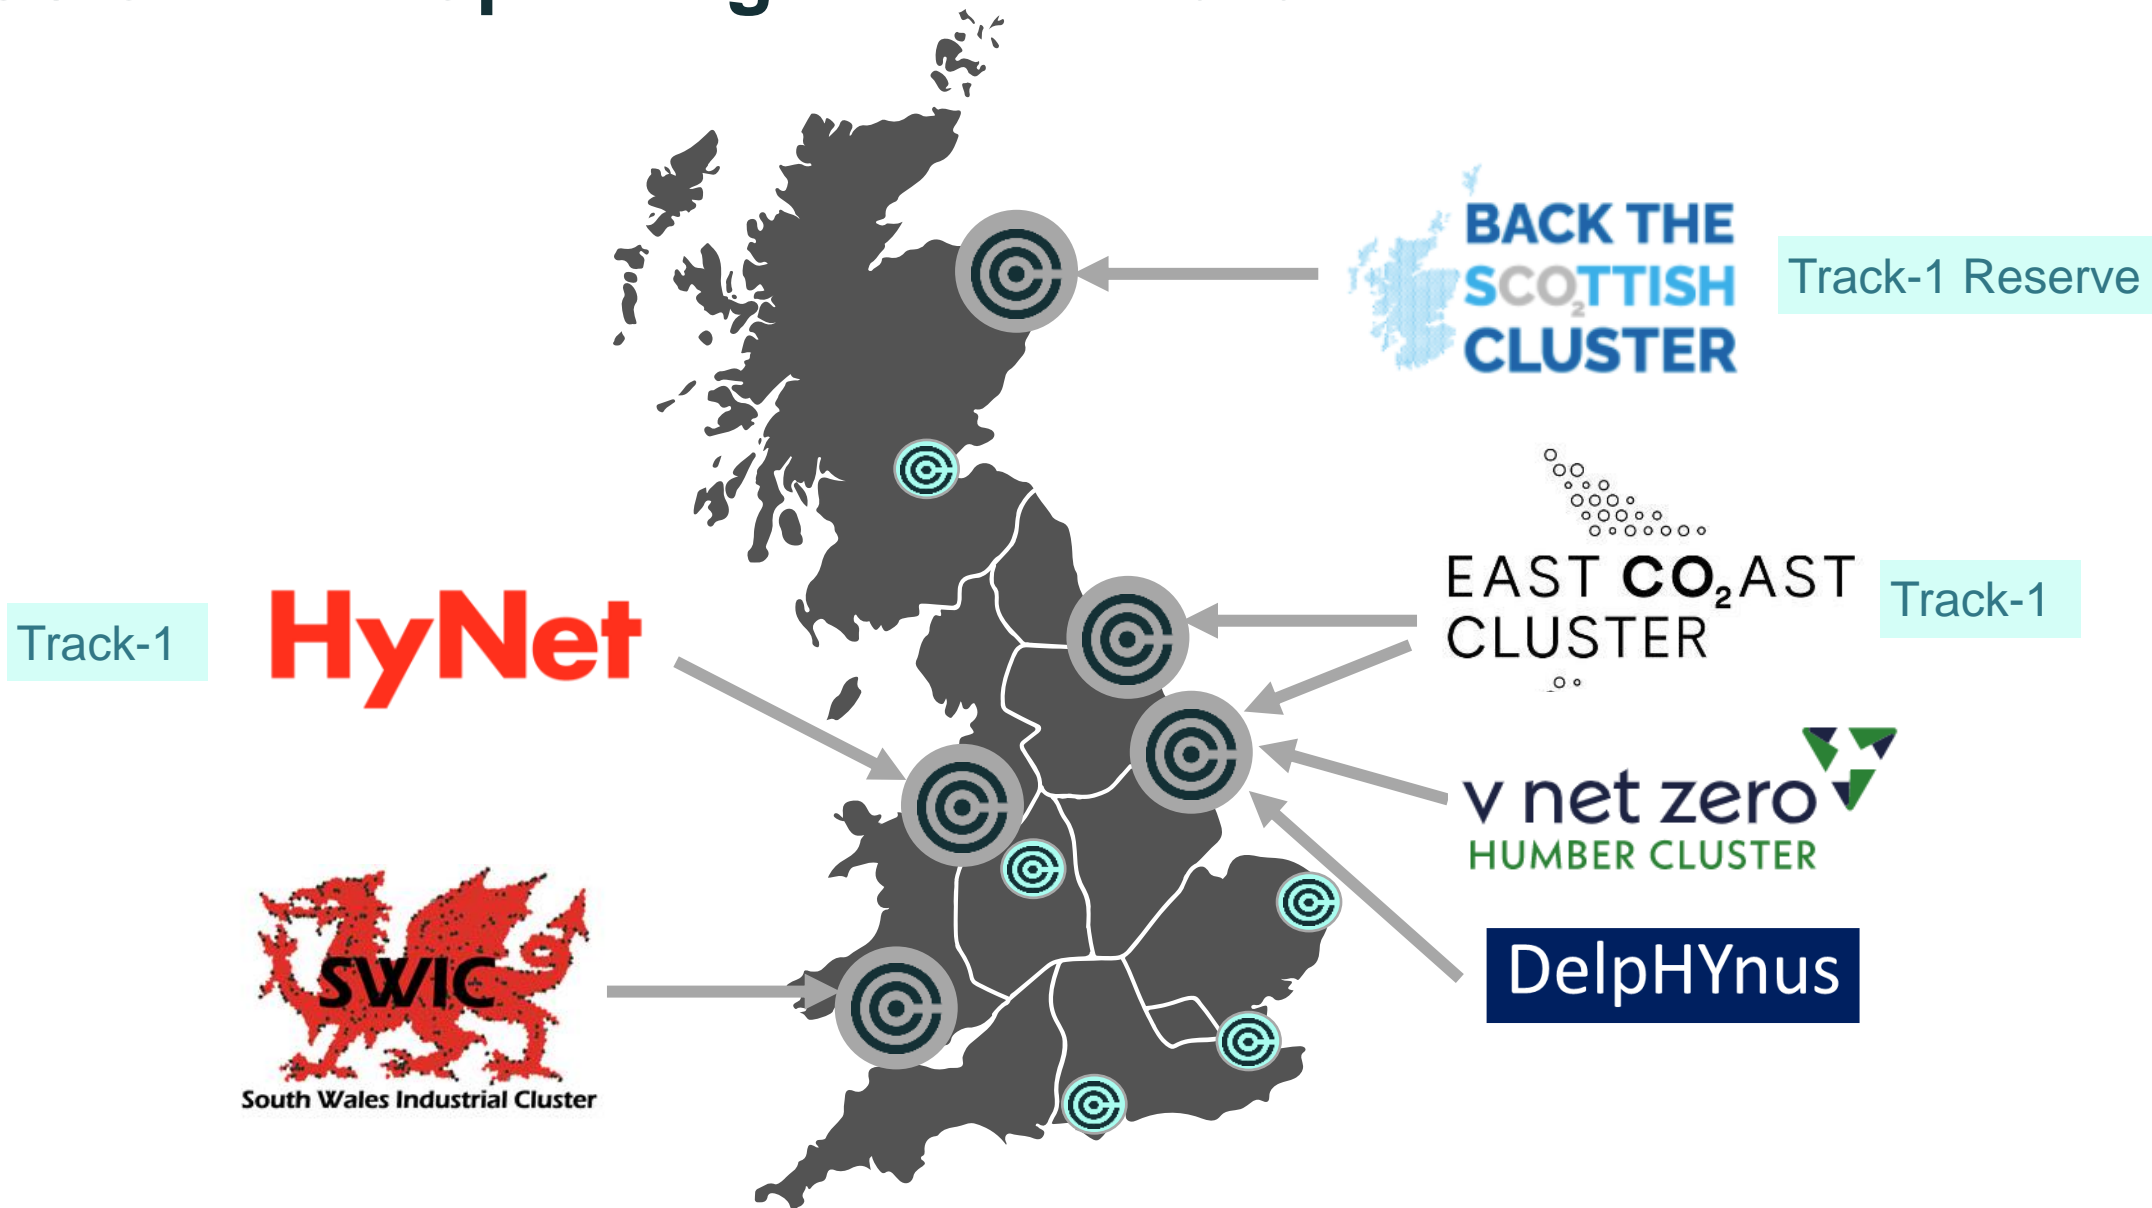 BACK THE
SCO₂TTISH
CLUSTER
Track-1 Reserve
EAST CO₂AST
CLUSTER
Track-1
Track-1
HyNet
v net zero
HUMBER CLUSTER
SWIC
South Wales Industrial Cluster
DelpHYnus